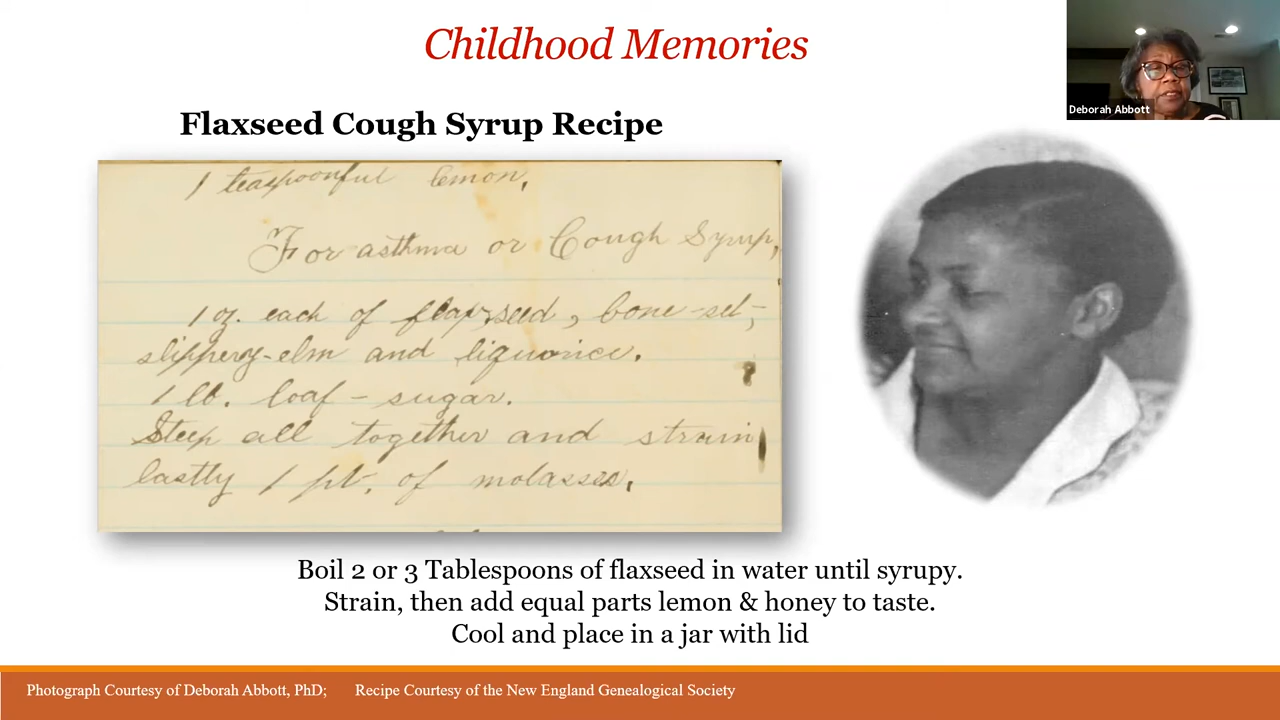 Childhood Memories
Deborah Abbott
Flaxseed Cough Syrup Recipe
1 teaspoonful lemon,
For asthma or Cough Syrup,
1 oz. each of flaxseed, bone-set,
slippery-elm and liquorice.
1 lb. loaf-sugar.
Steep all together and strain
lastly 1 pt. of molasses.
Boil 2 or 3 Tablespoons of flaxseed in water until syrupy.
Strain, then add equal parts lemon & honey to taste.
Cool and place in a jar with lid
Photograph Courtesy of Deborah Abbott, PhD; Recipe Courtesy of the New England Genealogical Society